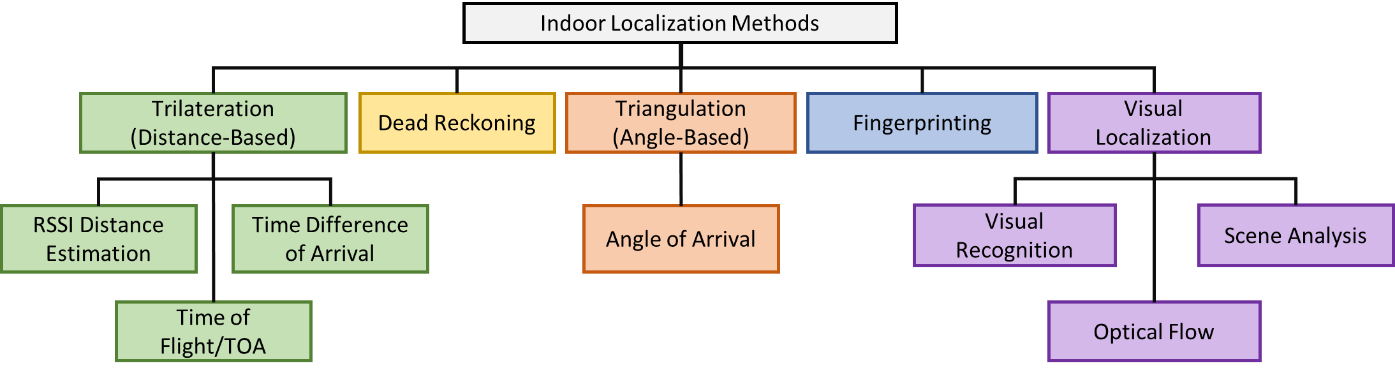 Indoor Localization Methods
Trilateration
(Distance-Based)
Dead Reckoning
Triangulation
(Angle-Based)
Fingerprinting
Visual
Localization
RSSI Distance
Estimation
Time Difference
of Arrival
Angle of Arrival
Visual
Recognition
Scene Analysis
Time of
Flight/TOA
Optical Flow